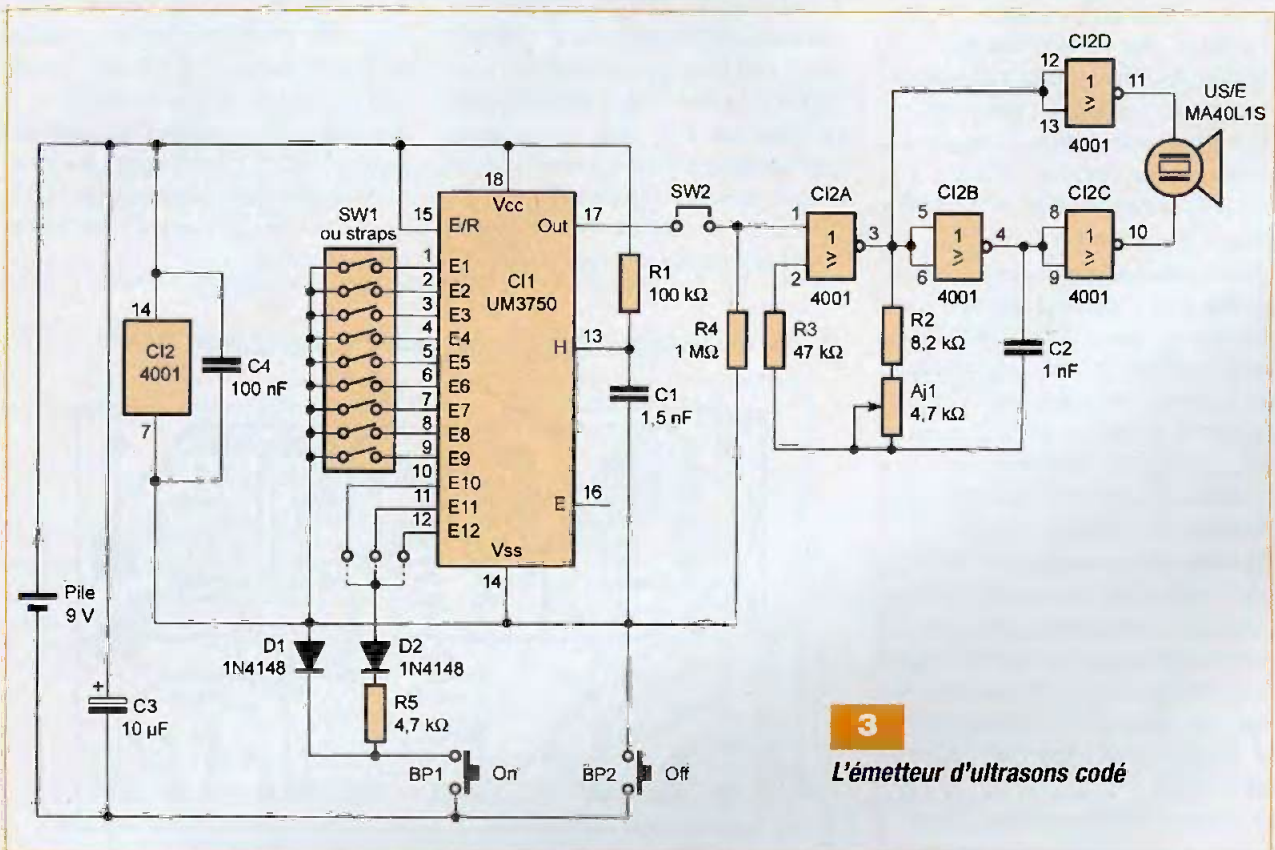 CI2D
12
13
1
≥
11
4001
US/E
MA40L1S
18
Vcc
15
E/R
Out
17
SW2
SW1
ou straps
1
2
3
4
5
6
7
8
9
10
11
12
E1
E2
E3
E4
E5
E6
E7
E8
E9
E10
E11
E12
CI1
UM3750
H
13
E
16
Vss
14
R1
100 kΩ
C1
1,5 nF
R4
1 MΩ
CI2A
1
2
1
≥
3
4001
CI2B
5
6
1
≥
4
4001
CI2C
8
9
1
≥
10
4001
R3
47 kΩ
R2
8,2 kΩ
Aj1
4,7 kΩ
C2
1 nF
14
CI2
4001
7
C4
100 nF
Pile
9 V
+
C3
10 µF
D1
1N4148
D2
1N4148
R5
4,7 kΩ
BP1
On
BP2
Off
3
L'émetteur d'ultrasons codé